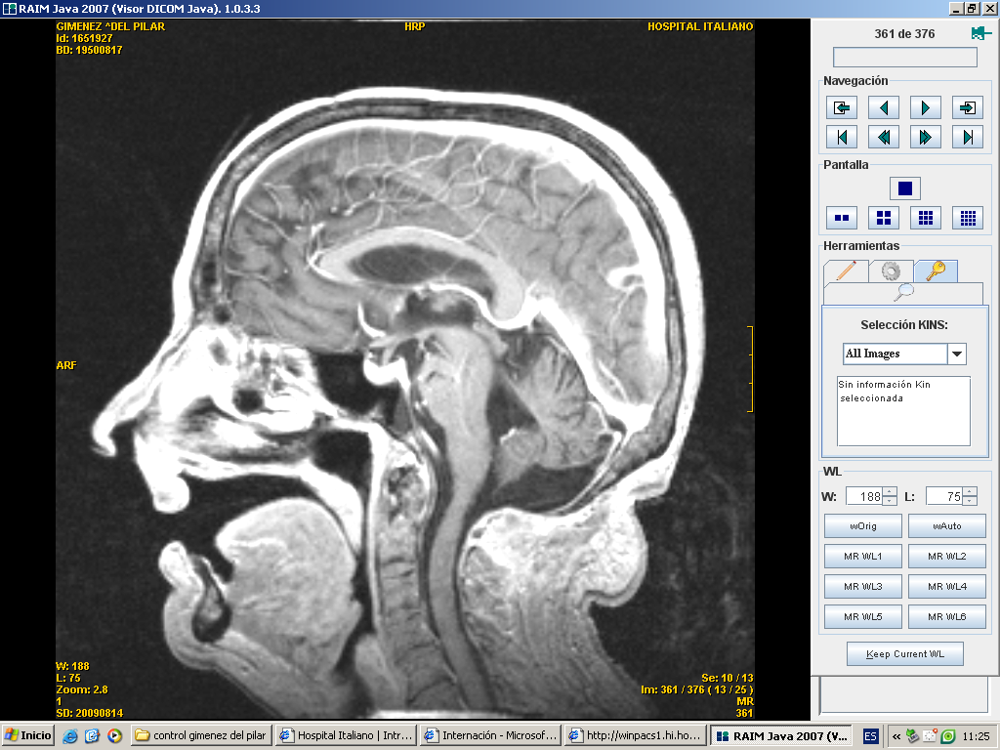 RAIM Java 2007 (Visor DICOM Java). 1.0.3.3
GIMENEZ ^DEL PILAR
Id: 1651927
BD: 19500817
HRP
HOSPITAL ITALIANO
ARF
W: 188
L: 75
Zoom: 2.8
1
SD: 20090814
Se: 10 / 13
Im: 361 / 376 ( 13 / 25 )
MR
361
361 de 376
Navegación
Pantalla
Herramientas
Selección KINS:
All Images
Sin información Kin
seleccionada
WL
W: 188 L: 75
wOrig wAuto
MR WL1 MR WL2
MR WL3 MR WL4
MR WL5 MR WL6
Keep Current WL
Inicio
control gimenez del pilar
Hospital Italiano | Intr...
Internación - Microsof...
http://winpacs1.hi.ho...
RAIM Java 2007 (V...
ES
«
11:25